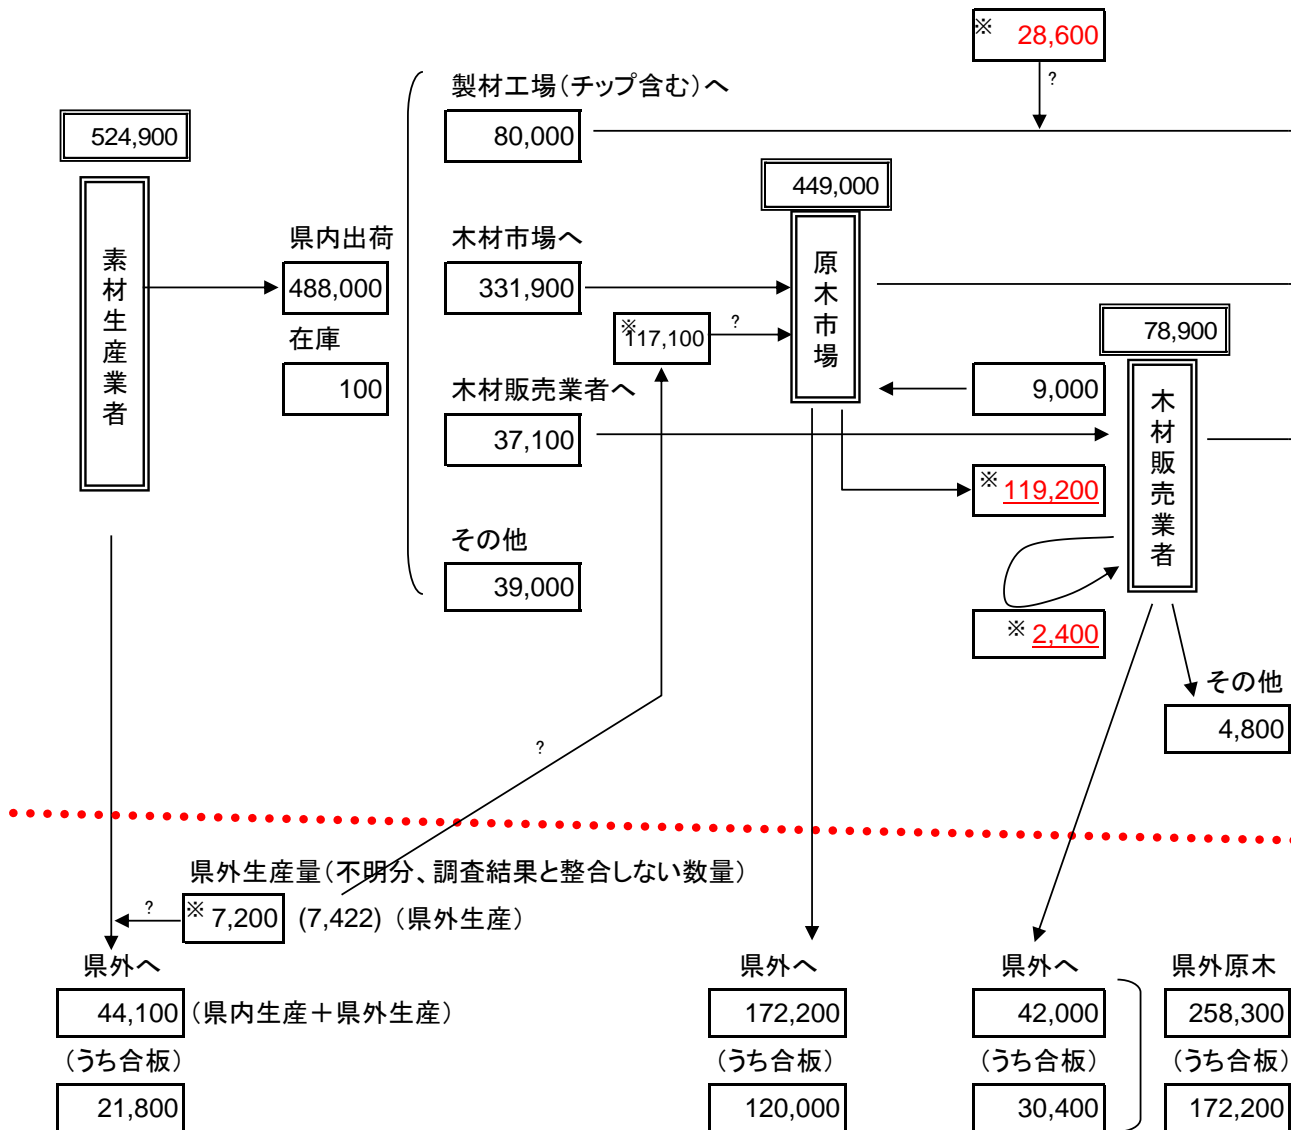 ※ 28,600
?
製材工場(チップ含む)へ
80,000
524,900
449,000
素材生産業者
県内出荷
488,000
木材市場へ
331,900
原木市場
在庫
100
※117,100
?
78,900
木材販売業者へ
37,100
9,000
木材販売業者
※ 119,200
その他
39,000
※ 2,400
その他
4,800
?
県外生産量(不明分、調査結果と整合しない数量)
?
※ 7,200 (7,422) (県外生産)
県外へ
44,100 (県内生産+県外生産)
(うち合板)
21,800
県外へ
172,200
(うち合板)
120,000
県外へ
42,000
(うち合板)
30,400
県外原木
258,300
(うち合板)
172,200